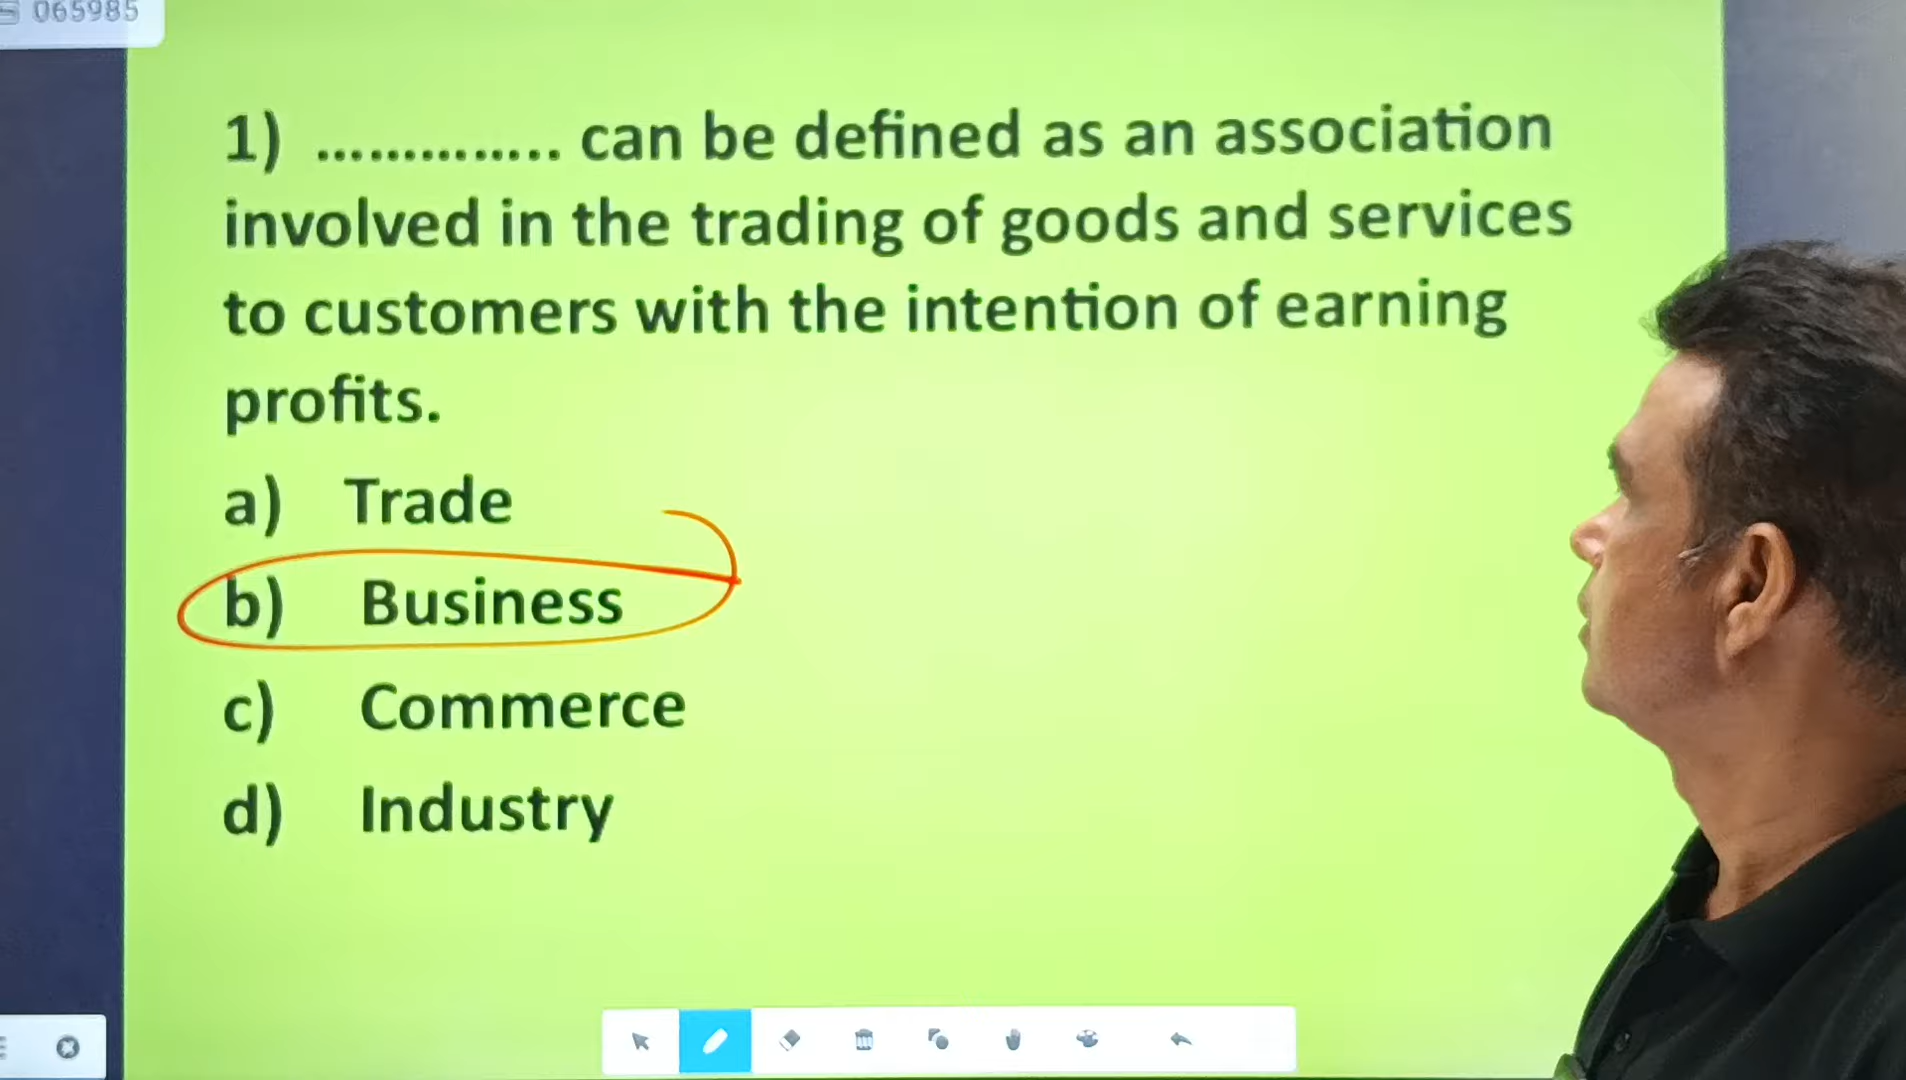 065985
1) .............. can be defined as an association
involved in the trading of goods and services
to customers with the intention of earning
profits.
a) Trade
b) Business
c) Commerce
d) Industry